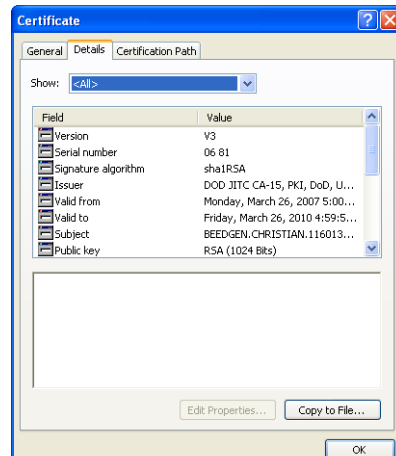 Certificate
General Details Certification Path
Show: <All>
Field Value
Version V3
Serial number 06 81
Signature algorithm sha1RSA
Issuer DOD JITC CA-15, PKI, DoD, U...
Valid from Monday, March 26, 2007 5:00...
Valid to Friday, March 26, 2010 4:59:5...
Subject BEEDGEN.CHRISTIAN.116013...
Public key RSA (1024 Bits)
Edit Properties... Copy to File...
OK